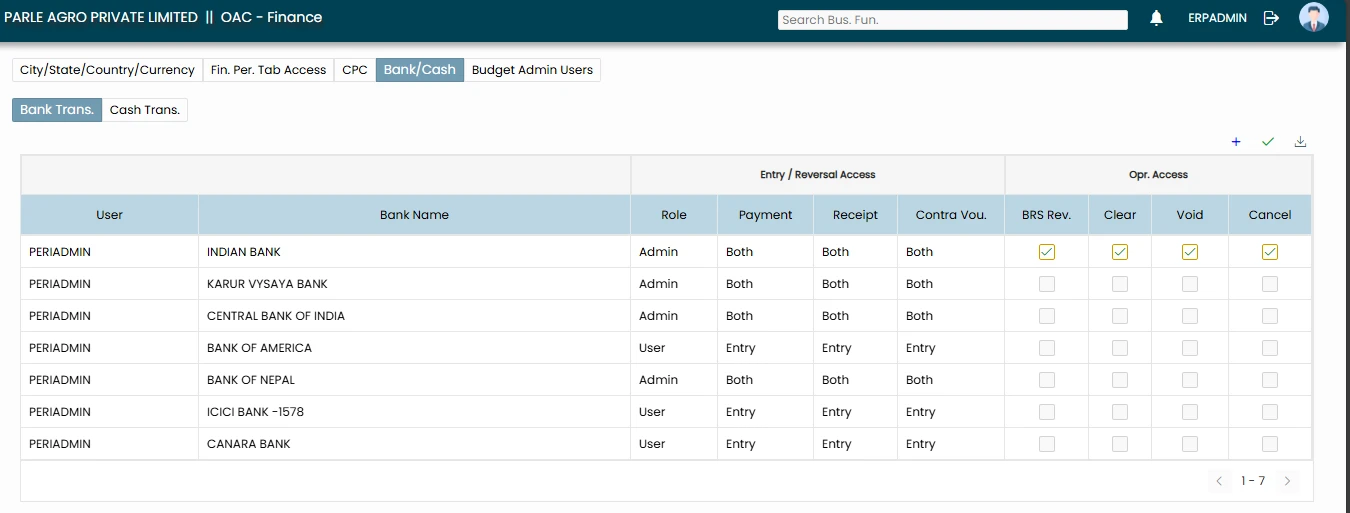 PARLE AGRO PRIVATE LIMITED || OAC - Finance Search Bus. Fun. ERPADMIN
City/State/Country/Currency Fin. Per. Tab Access CPC Bank/Cash Budget Admin Users
Bank Trans. Cash Trans.
Entry / Reversal Access Opr. Access
User Bank Name Role Payment Receipt Contra Vou. BRS Rev. Clear Void Cancel
PERIADMIN INDIAN BANK Admin Both Both Both
PERIADMIN KARUR VYSAYA BANK Admin Both Both Both
PERIADMIN CENTRAL BANK OF INDIA Admin Both Both Both
PERIADMIN BANK OF AMERICA User Entry Entry Entry
PERIADMIN BANK OF NEPAL Admin Both Both Both
PERIADMIN ICICI BANK -1578 User Entry Entry Entry
PERIADMIN CANARA BANK User Entry Entry Entry
1 - 7